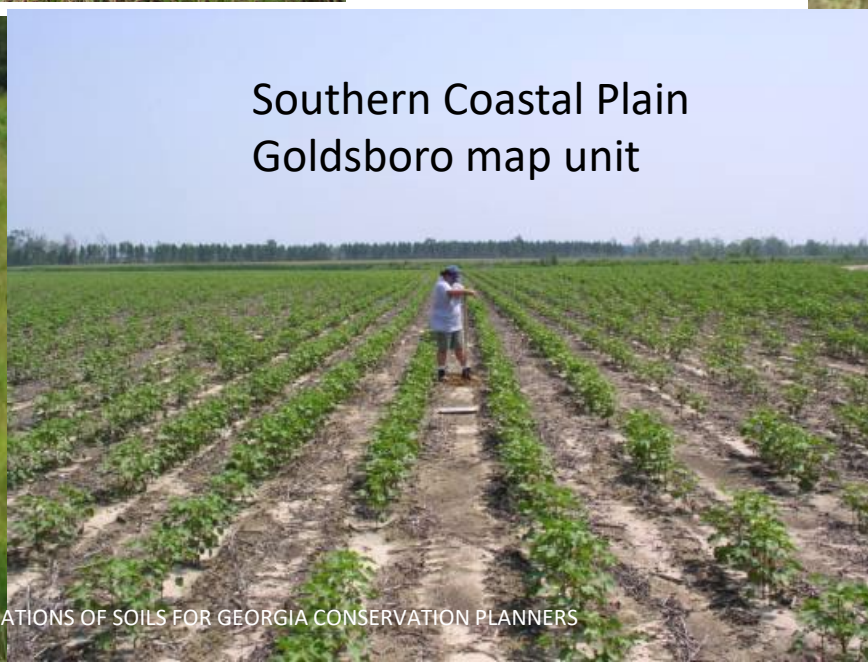 Southern Coastal Plain
Goldsboro map unit
ATIONS OF SOILS FOR GEORGIA CONSERVATION PLANNERS